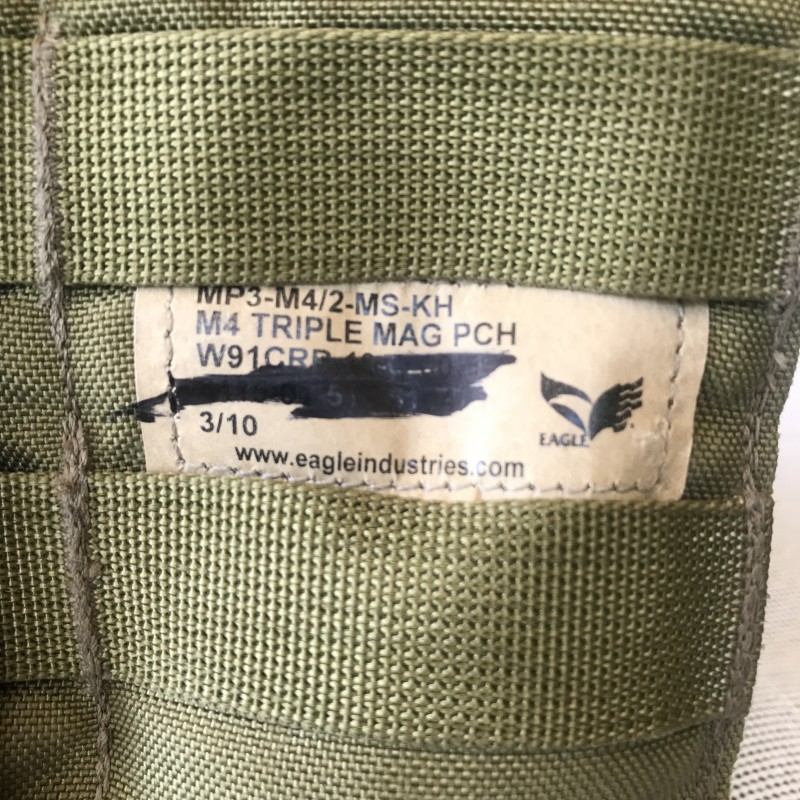 MP3-M4/2-MS-KH
M4 TRIPLE MAG PCH
3/10
www.eagleindustries.com
EAGLE